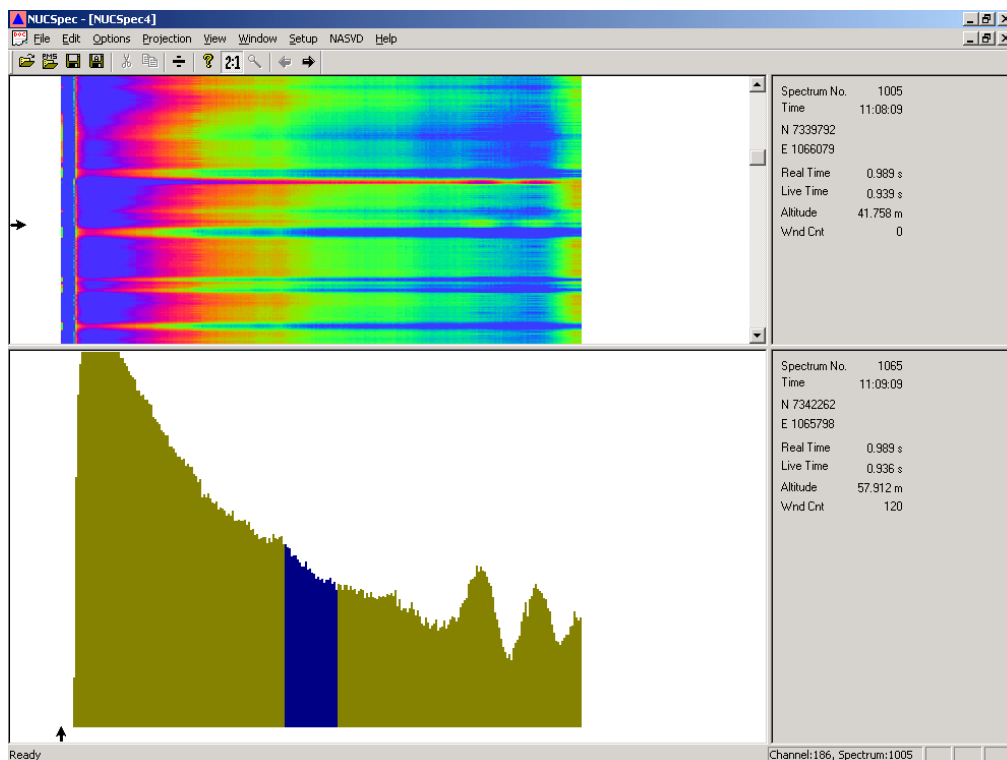 NUCSpec - [NUCSpec4]
File Edit Options Projection View Window Setup NASVD Help
2:1
Spectrum No. 1005
Time 11:08:09
N 7339792
E 1066079
Real Time 0.989 s
Live Time 0.939 s
Altitude 41.758 m
Wnd Cnt 0
Spectrum No. 1065
Time 11:09:09
N 7342262
E 1065798
Real Time 0.989 s
Live Time 0.936 s
Altitude 57.912 m
Wnd Cnt 120
Ready
Channel:186, Spectrum:1005